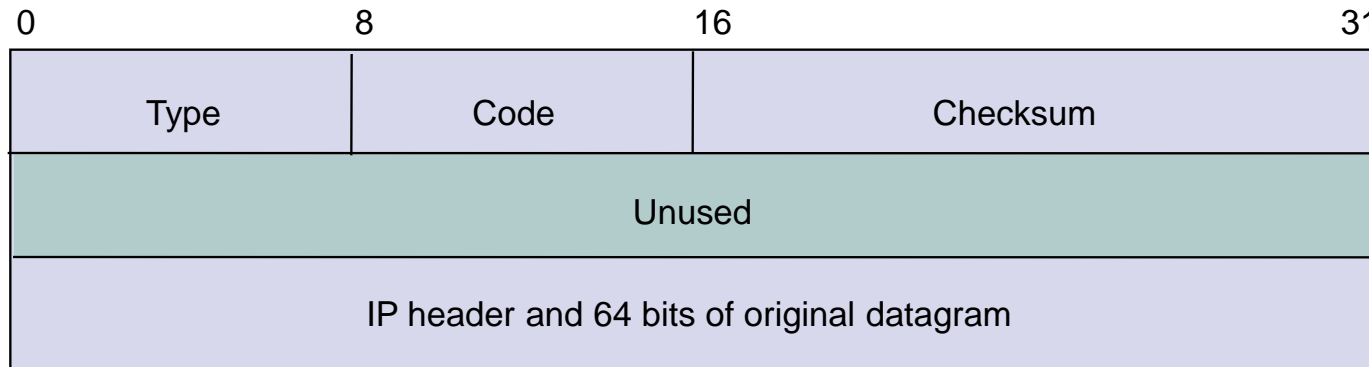 0 8 16 31
Type Code Checksum
Unused
IP header and 64 bits of original datagram